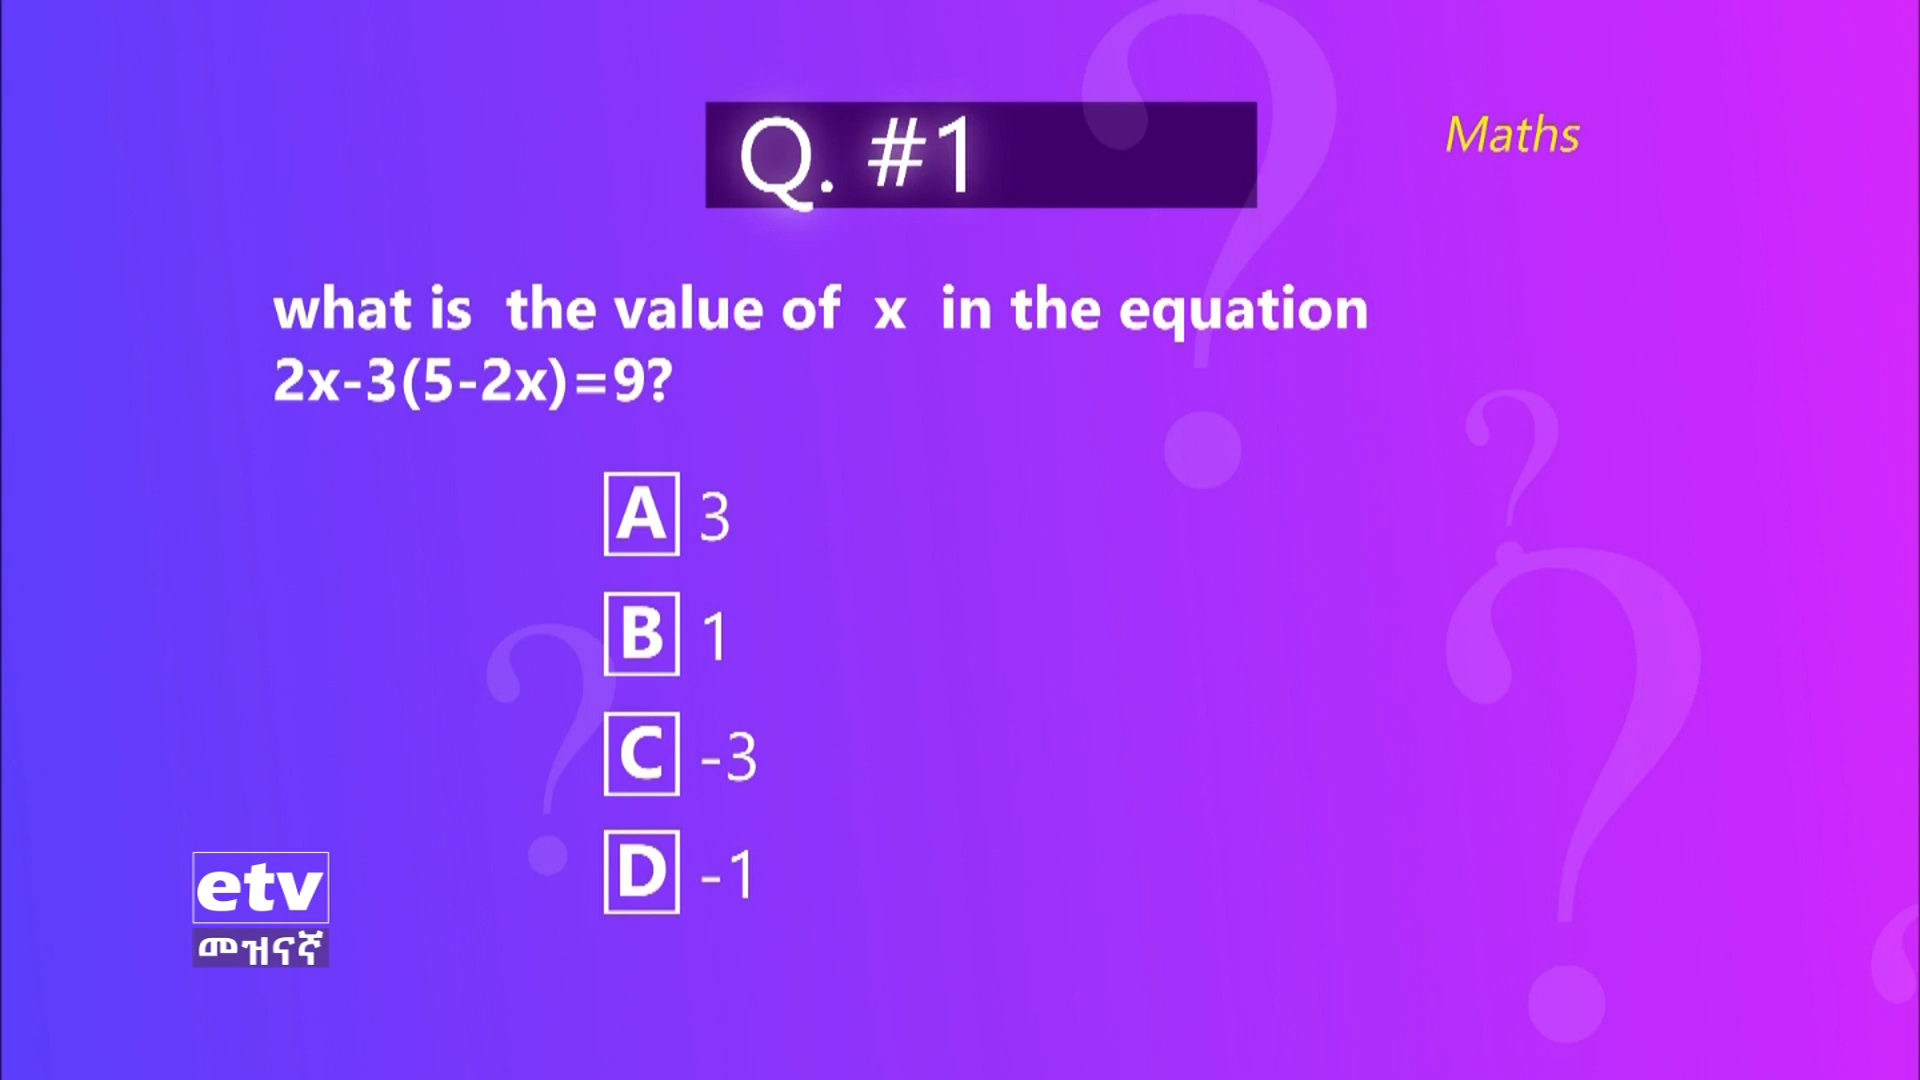 Q. #1
Maths
what is the value of x in the equation
2x-3(5-2x)=9?
A 3
B 1
C -3
D -1
etv
መዝናኛ